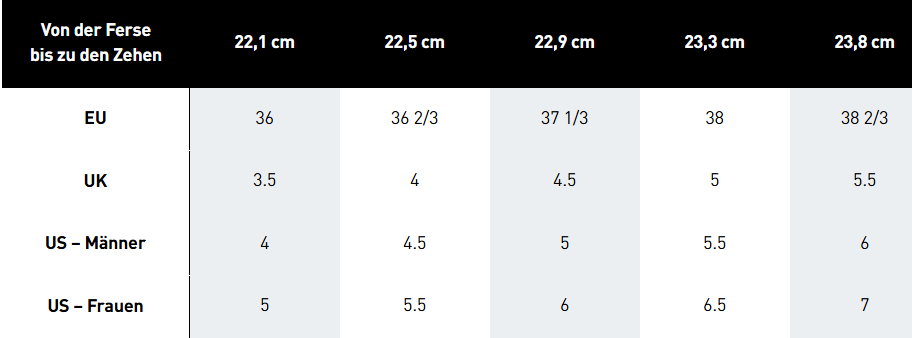 Von der Ferse
bis zu den Zehen 22,1 cm 22,5 cm 22,9 cm 23,3 cm 23,8 cm
EU 36 36 2/3 37 1/3 38 38 2/3
UK 3.5 4 4.5 5 5.5
US – Männer 4 4.5 5 5.5 6
US – Frauen 5 5.5 6 6.5 7